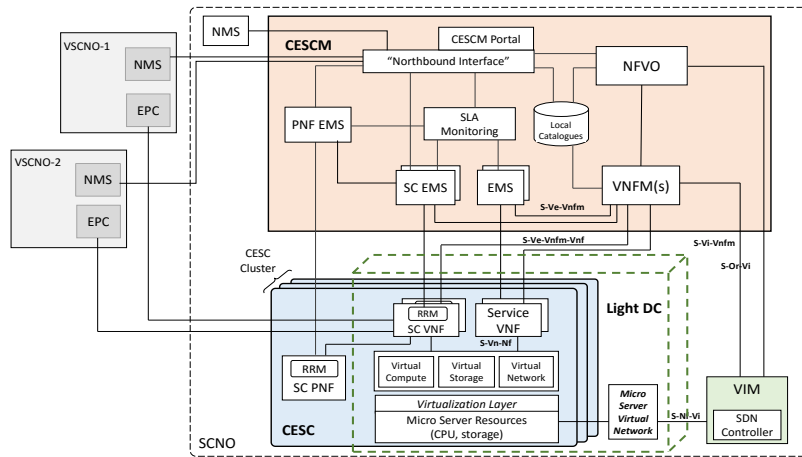 VSCNO-1
NMS
EPC
VSCNO-2
NMS
EPC
NMS
CESCM
CESCM Portal
“Northbound Interface”
NFVO
PNF EMS
SLA
Monitoring
Local
Catalogues
SC EMS
EMS
VNFM(s)
S-Ve-Vnfm
S-Ve-Vnfm-Vnf
S-Vi-Vnfm
S-Or-Vi
CESC
Cluster
Light DC
RRM
SC VNF
Service
VNF
S-Vn-Nf
RRM
SC PNF
Virtual
Compute
Virtual
Storage
Virtual
Network
Virtualization Layer
Micro Server Resources
(CPU, storage)
CESC
SCNO
Micro
Server
Virtual
Network
S-Nf-Vi
VIM
SDN
Controller